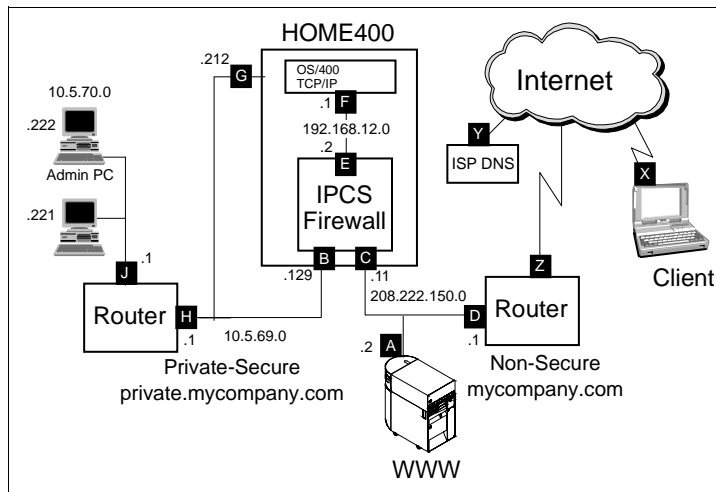 HOME400
.212
G
OS/400
TCP/IP
.1
F
192.168.12.0
.2
E
IPCS
Firewall
B
C
.129
.11
10.5.70.0
.222
Admin PC
.221
.1
J
Router
H
.1
10.5.69.0
Private-Secure
private.mycompany.com
208.222.150.0
.2
A
WWW
D
.1
Router
Z
Non-Secure
mycompany.com
Internet
Y
ISP DNS
X
Client